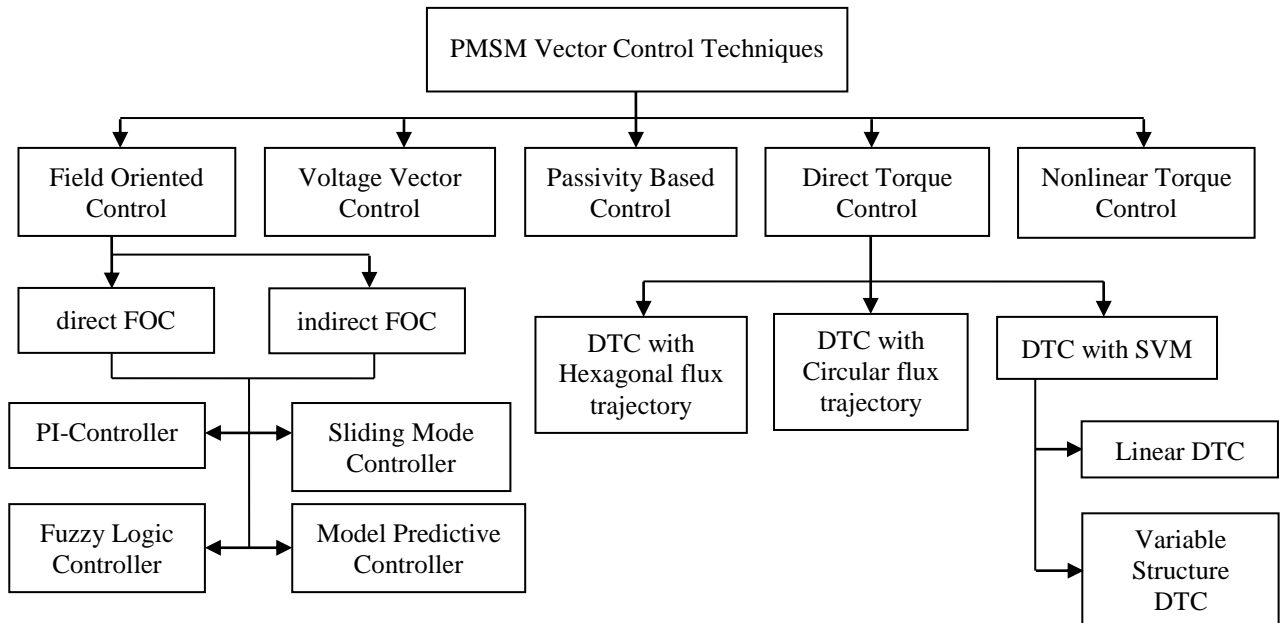 PMSM Vector Control Techniques
Field Oriented
Control
Voltage Vector
Control
Passivity Based
Control
Direct Torque
Control
Nonlinear Torque
Control
direct FOC
indirect FOC
DTC with
Hexagonal flux
trajectory
DTC with
Circular flux
trajectory
DTC with SVM
PI-Controller
Sliding Mode
Controller
Linear DTC
Fuzzy Logic
Controller
Model Predictive
Controller
Variable
Structure
DTC